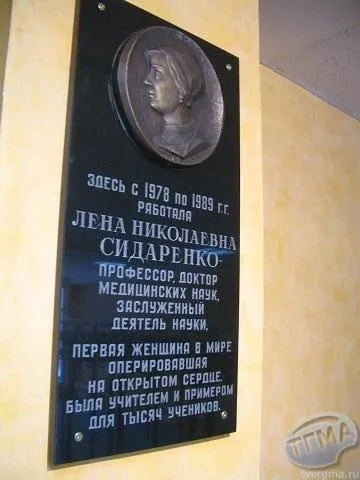 ЗДЕСЬ С 1978 ПО 1989 Г.Г.
РАБОТАЛА
ЛЕНА НИКОЛАЕВНА
СИДАРЕНКО-
ПРОФЕССОР, ДОКТОР
МЕДИЦИНСКИХ НАУК,
ЗАСЛУЖЕННЫЙ
ДЕЯТЕЛЬ НАУКИ.
ПЕРВАЯ ЖЕНЩИНА В МИРЕ
ОПЕРИРОВАВШАЯ
НА ОТКРЫТОМ СЕРДЦЕ.
БЫЛА УЧИТЕЛЕМ И ПРИМЕРОМ
ДЛЯ ТЫСЯЧ УЧЕНИКОВ.
ТГМА
tvergma.ru